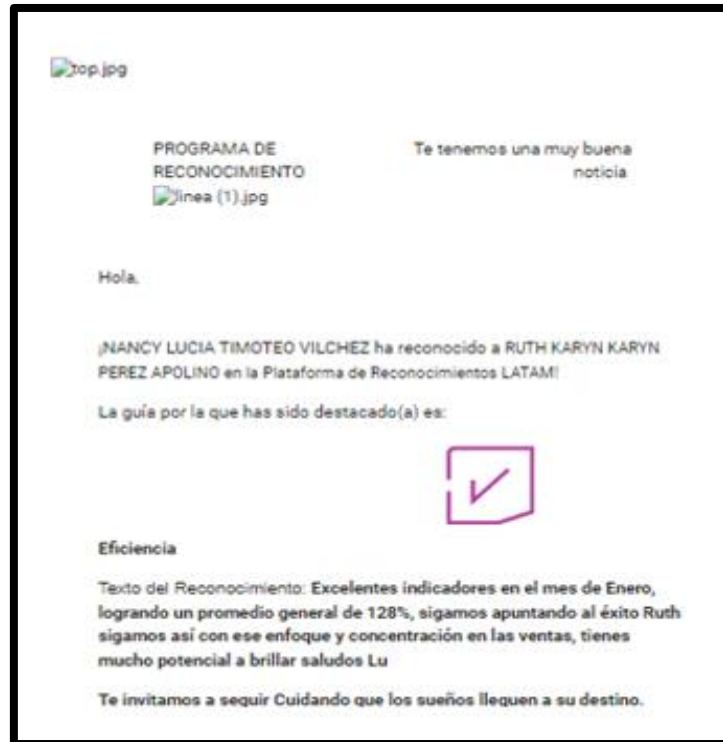 top.jpg
PROGRAMA DE
RECONOCIMIENTO
linea (1).jpg
Te tenemos una muy buena
noticia
Hola,
¡NANCY LUCIA TIMOTEO VILCHEZ ha reconocido a RUTH KARYN KARYN
PEREZ APOLINO en la Plataforma de Reconocimientos LATAM!
La guía por la que has sido destacado(a) es:
Eficiencia
Texto del Reconocimiento: Excelentes indicadores en el mes de Enero,
logrando un promedio general de 128%, sigamos apuntando al éxito Ruth
sigamos así con ese enfoque y concentración en las ventas, tienes
mucho potencial a brillar saludos Lu
Te invitamos a seguir Cuidando que los sueños lleguen a su destino.